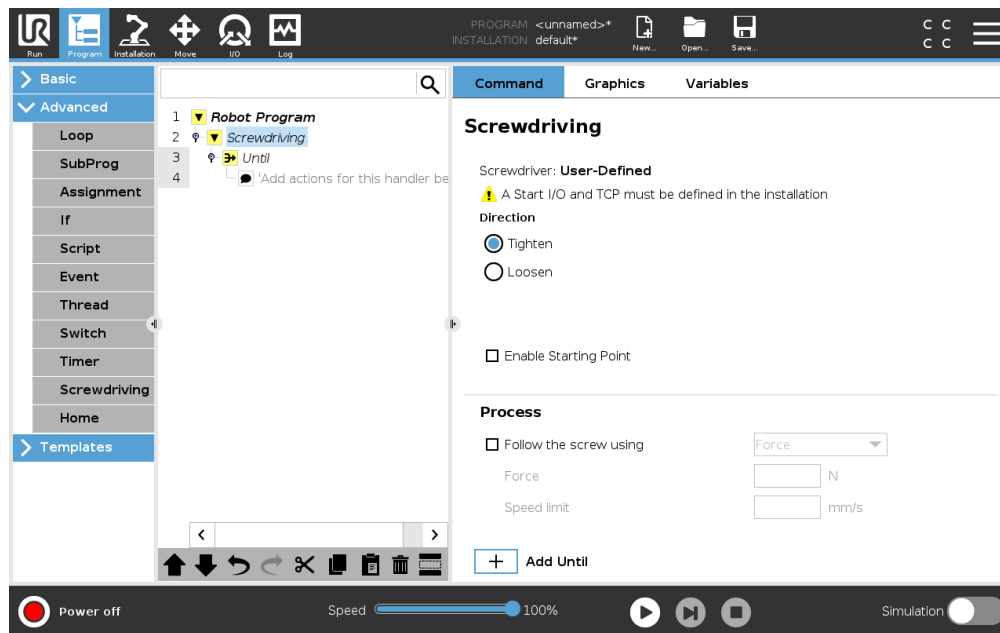 PROGRAM <unnamed>*
INSTALLATION default*
C C
C C
UR
Run
Program
Installation
Move
I/O
Log
New...
Open...
Save...
Basic
Advanced
Loop
SubProg
Assignment
If
Script
Event
Thread
Switch
Timer
Screwdriving
Home
Templates
1 Robot Program
2 Screwdriving
3 Until
4 'Add actions for this handler be
Command Graphics Variables
Screwdriving
Screwdriver: User-Defined
A Start I/O and TCP must be defined in the installation
Direction
Tighten
Loosen
Enable Starting Point
Process
Follow the screw using Force
Force N
Speed limit mm/s
+ Add Until
Power off
Speed 100%
Simulation